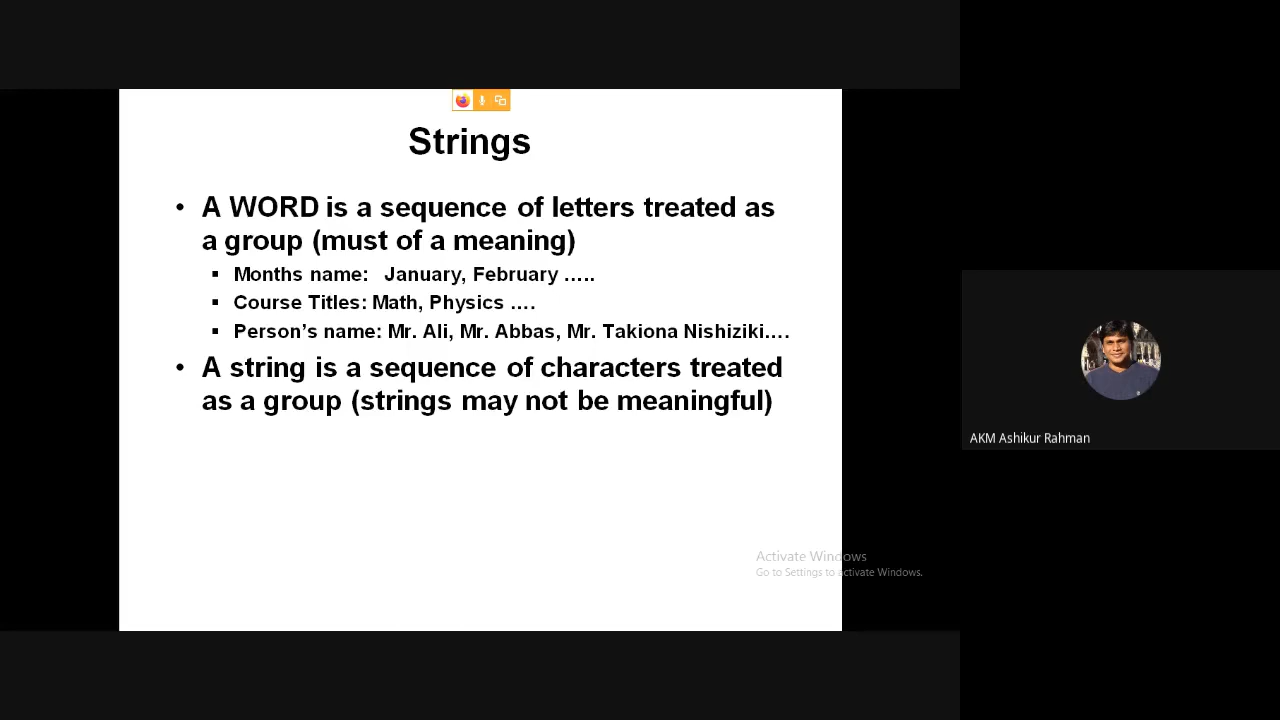 Strings
• A WORD is a sequence of letters treated as
a group (must of a meaning)
▪ Months name: January, February …..
▪ Course Titles: Math, Physics ….
▪ Person’s name: Mr. Ali, Mr. Abbas, Mr. Takiona Nishiziki….
• A string is a sequence of characters treated
as a group (strings may not be meaningful)
AKM Ashikur Rahman
Activate Windows
Go to Settings to activate Windows.